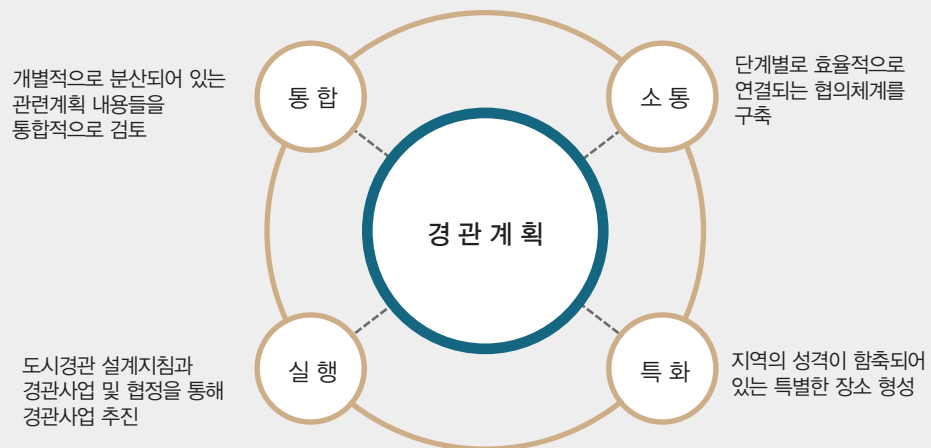 개별적으로 분산되어 있는
관련계획 내용들을
통합적으로 검토
통합
소통
단계별로 효율적으로
연결되는 협의체계를
구축
경관계획
도시경관 설계지침과
경관사업 및 협정을 통해
경관사업 추진
실행
특화
지역의 성격이 함축되어
있는 특별한 장소 형성